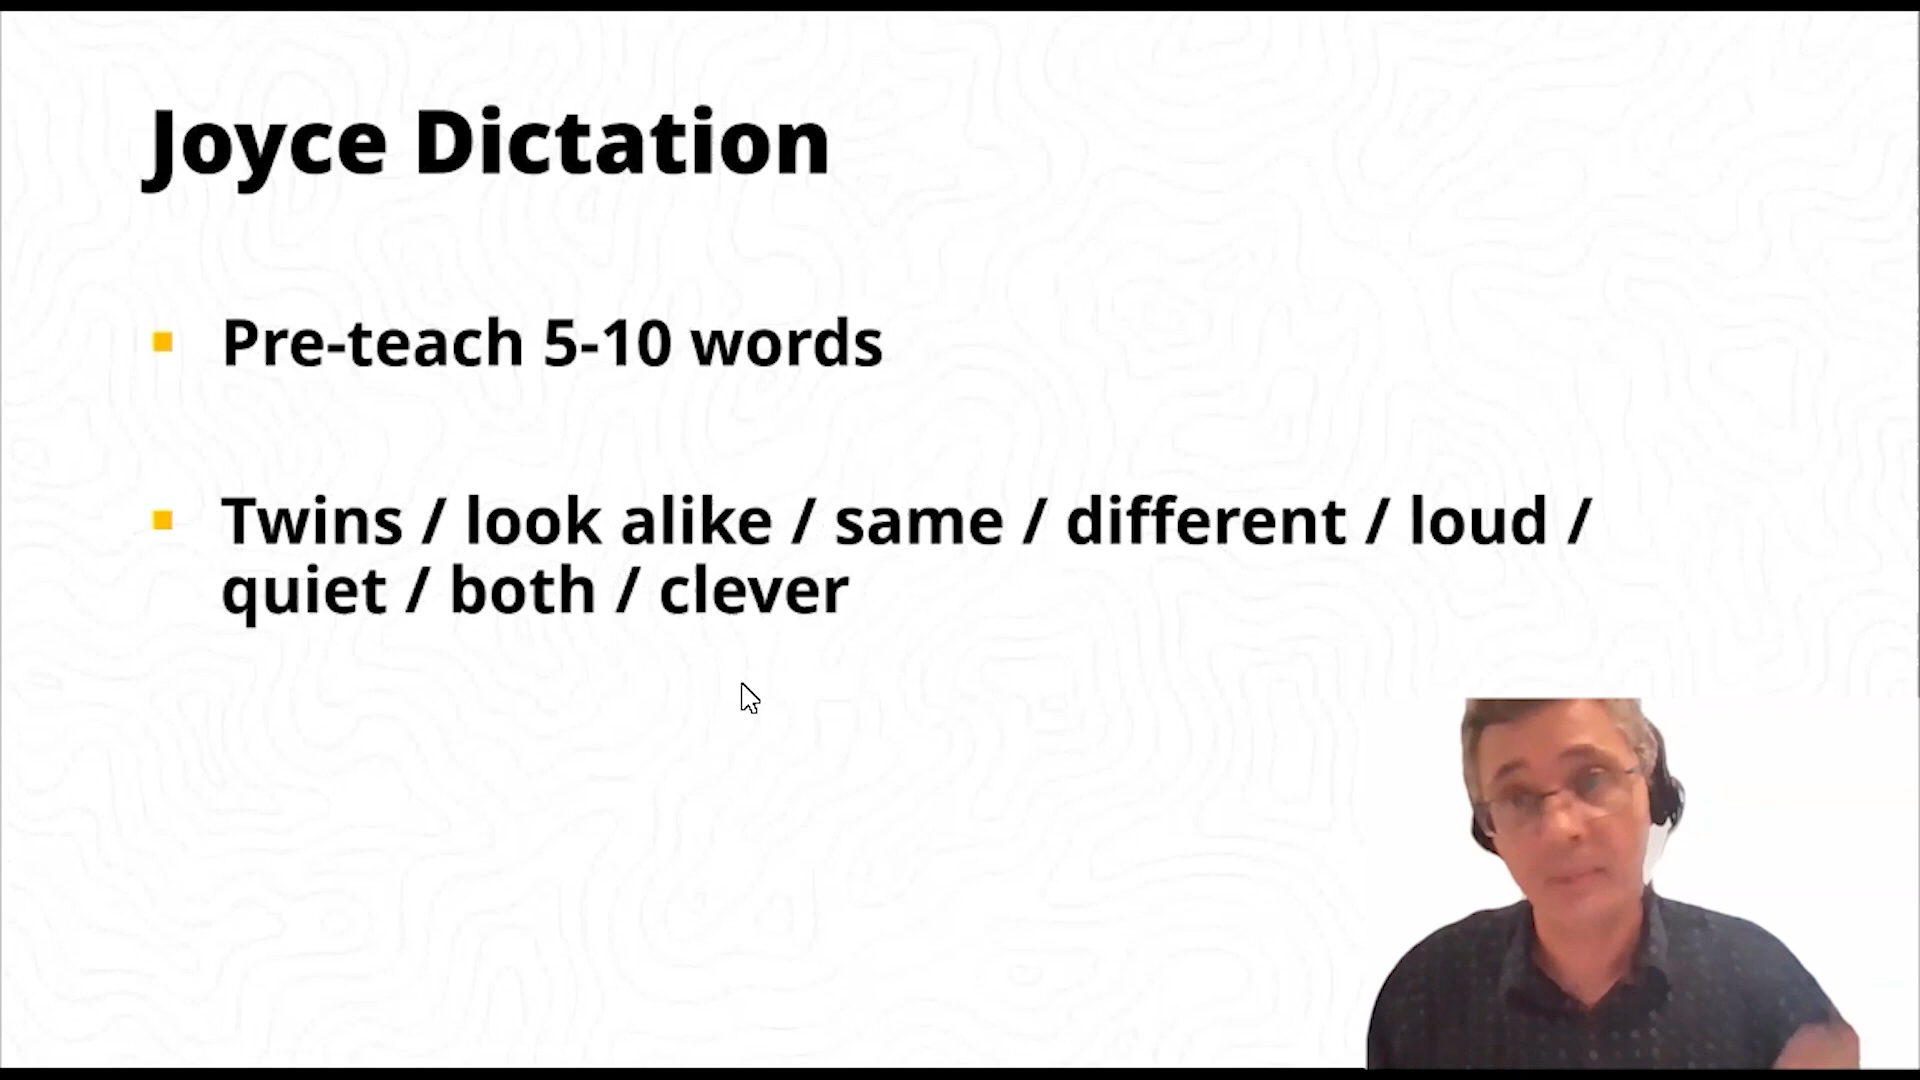 Joyce Dictation
Pre-teach 5-10 words
Twins / look alike / same / different / loud /
quiet / both / clever